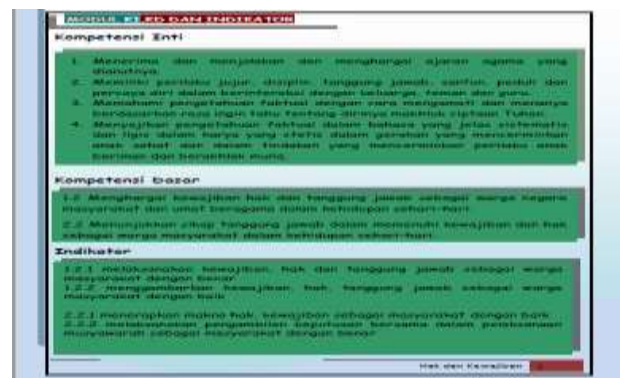 MODUL KI KD DAN INDIKATOR
Kompetensi Inti
1. Menerima dan menjalakan dan menghargai ajaran agama yang
dianutnya.
2. Memiliki perilaku jujur, disiplin, tanggung jawab, santun, peduli dan
percaya diri dalam berinteraksi dengan keluarga, teman dan guru.
3. Memahami pengetahuan faktual dengan cara mengamati dan menanya
berdasarkan rasa ingin tahu tentang dirinya makhluk ciptaan Tuhan.
4. Menyajikan pengetahuan faktual dalam bahasa yang jelas sistematis
dan logis dalam karya yang estetis dalam gerakan yang mencerminkan
anak sehat dan dalam tindakan yang mencerminkan perilaku anak
beriman dan berakhlak mulia.
Kompetensi Dasar
1.2 Menghargai kewajiban hak dan tanggung jawab sebagai warga negara
masyarakat dan umat beragama dalam kehidupan sehari-hari.
2.2 Menunjukkan sikap tanggung jawab dalam memenuhi kewajiban dan hak
sebagai warga masyarakat dalam kehidupan sehari-hari.
Indikator
1.2.1 melaksanakan kewajiban, hak dan tanggung jawab sebagai warga
masyarakat dengan benar
1.2.2 menggambarkan kewajiban, hak, tanggung jawab sebagai warga
masyarakat dengan baik
2.2.1 menerapkan makna hak, kewajiban sebagai masyarakat dengan baik
2.2.2 melaksanakan pengambilan keputusan bersama dalam pelaksanaan
musyawarah sebagai masyarakat dengan benar
Hak dan Kewajiban